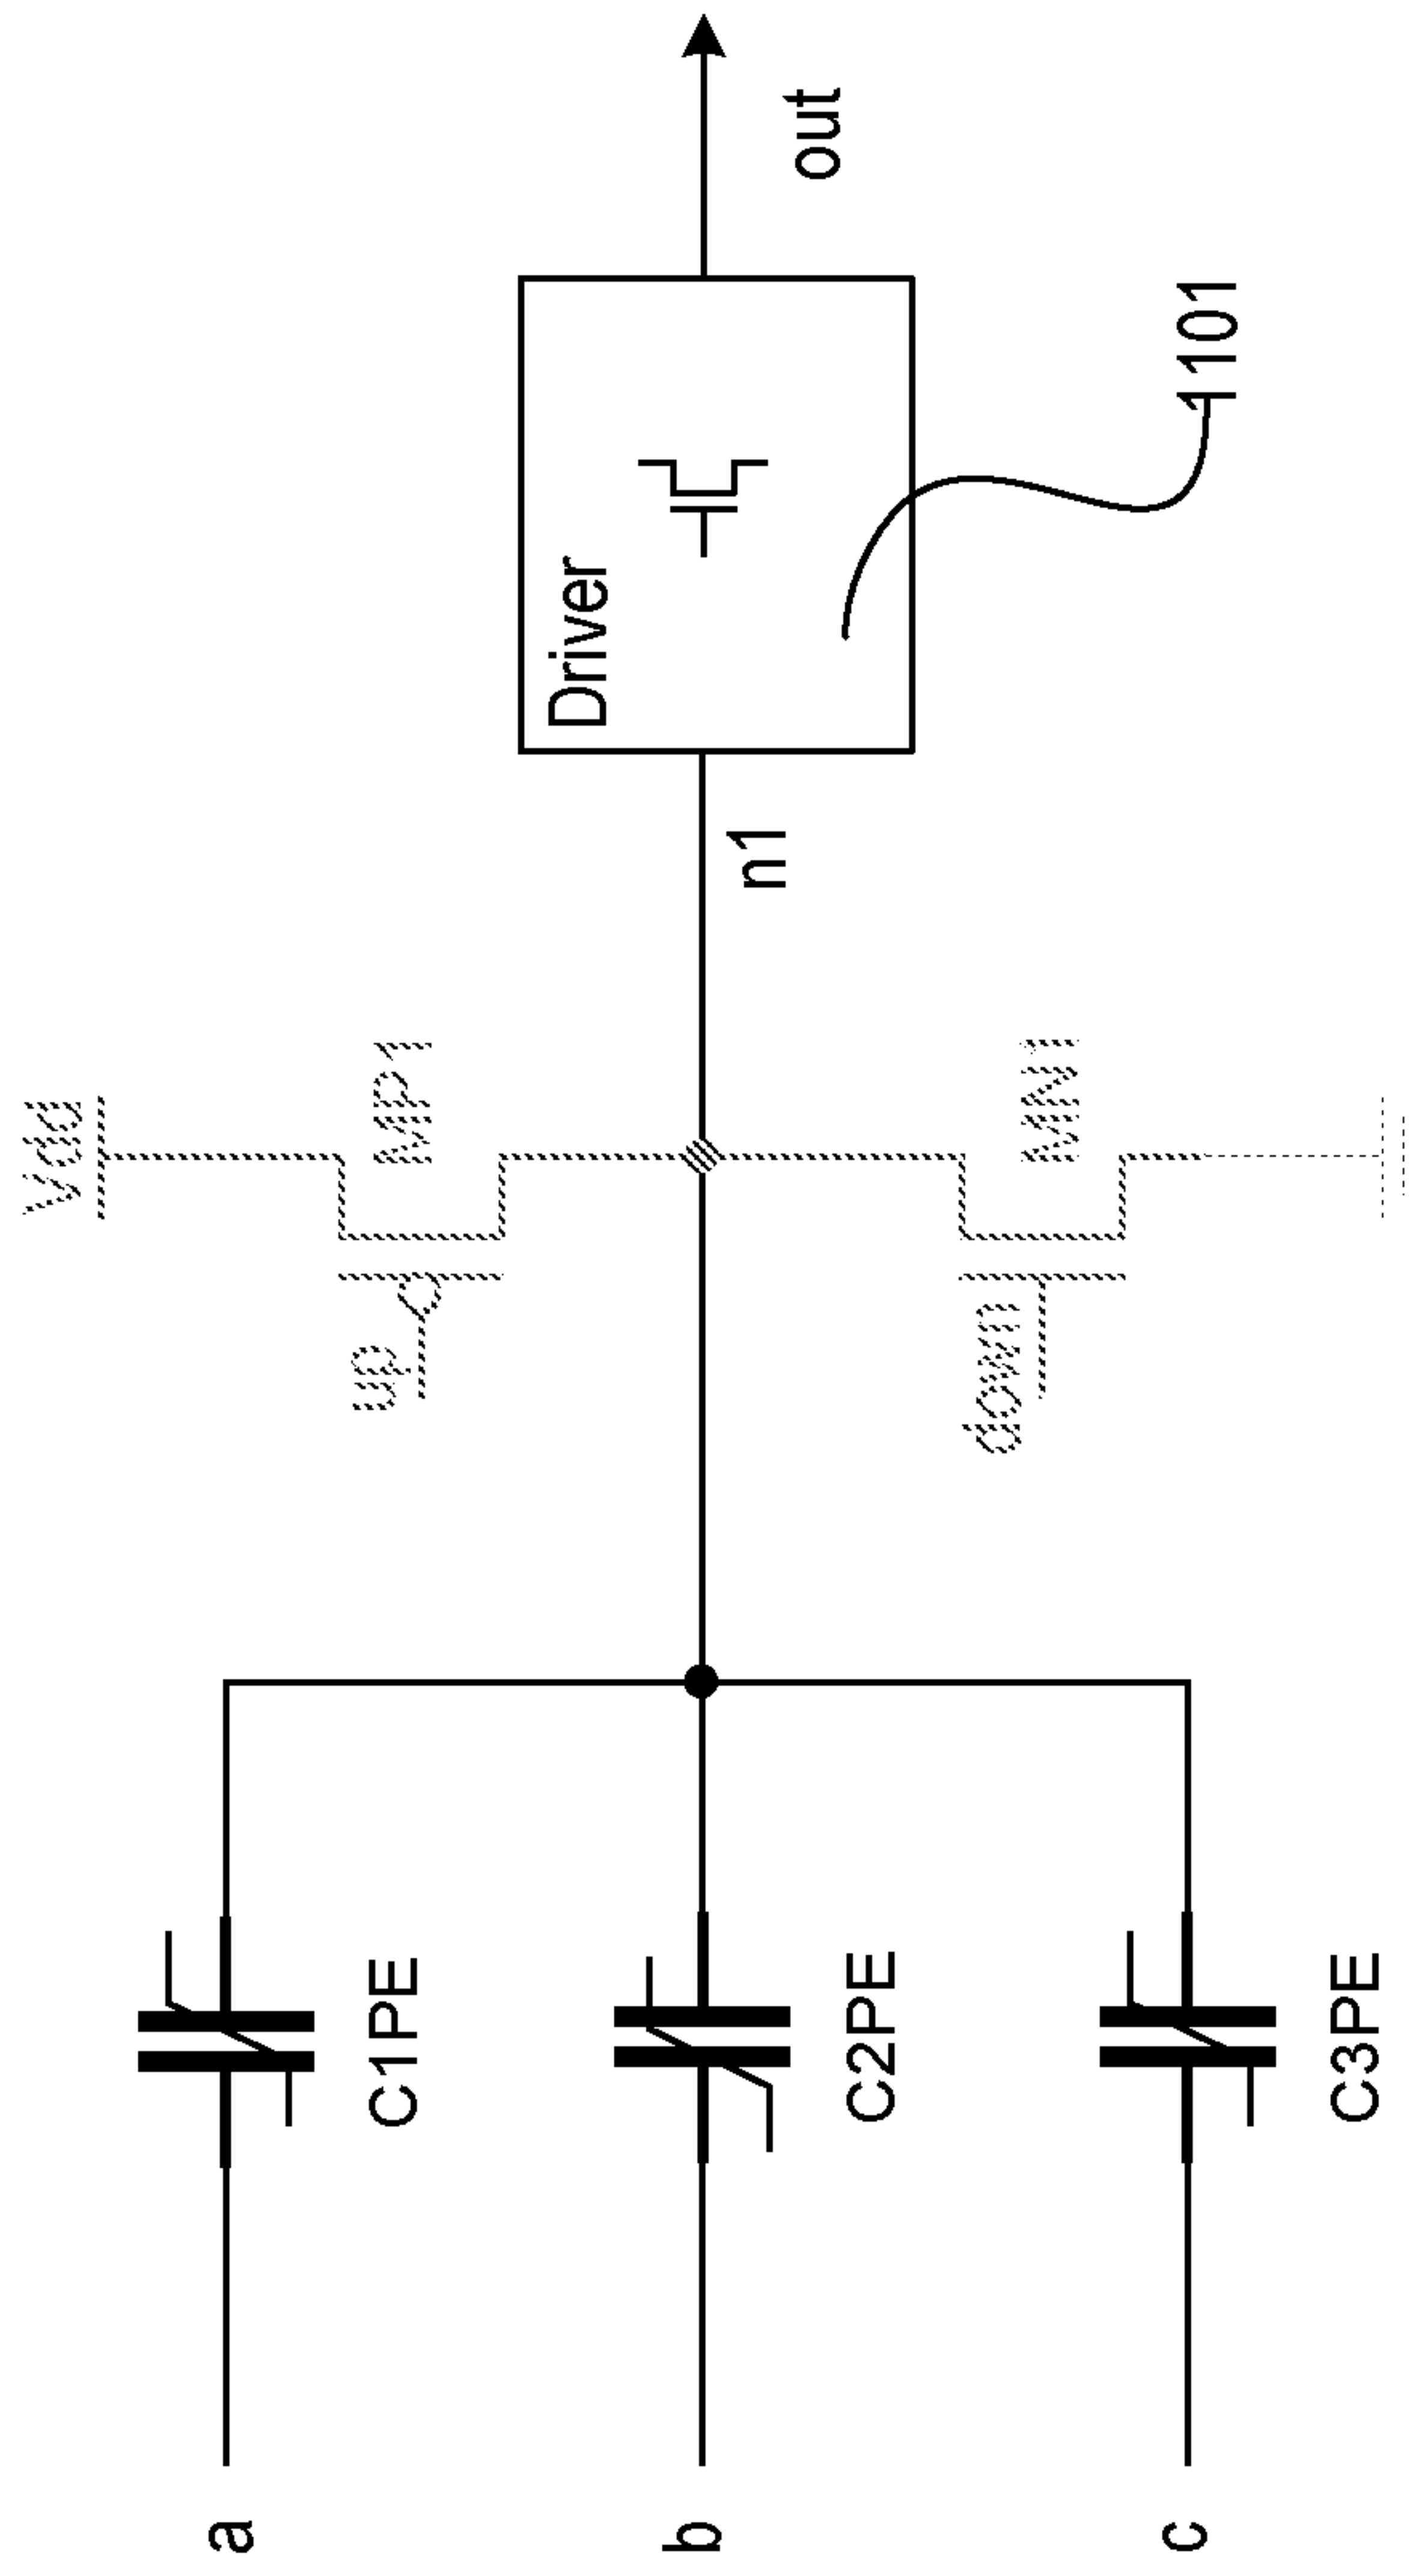 Vdd
MP1
up
a
C1PE
Driver
out
n1
b
C2PE
down
MN1
1101
c
C3PE